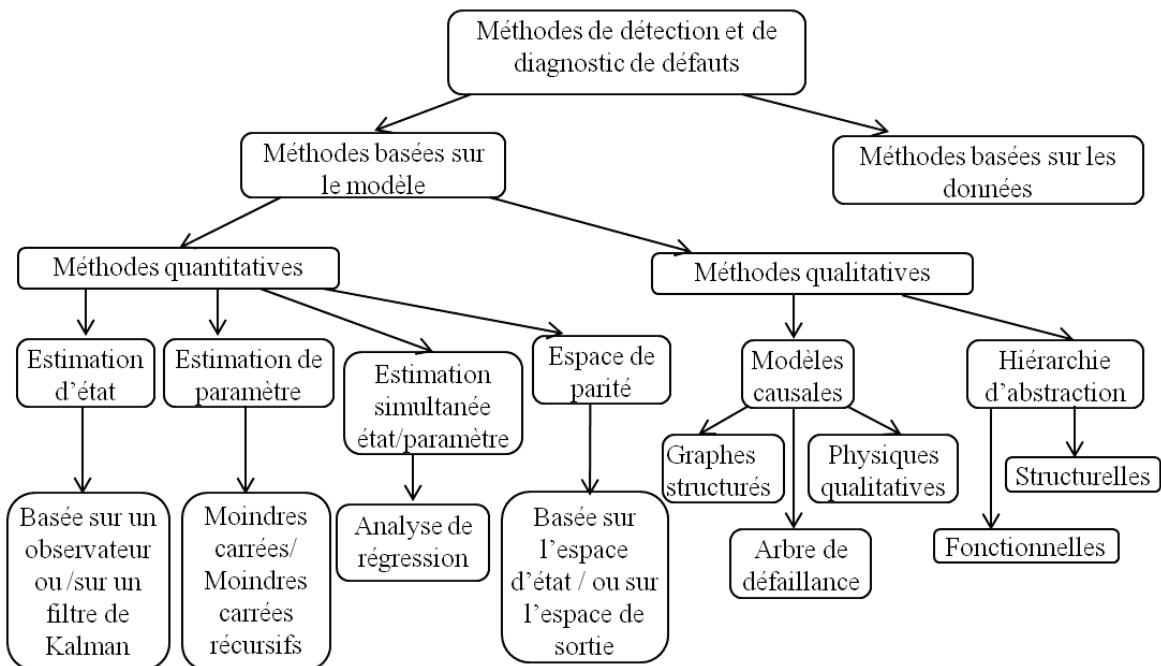 Méthodes de détection et de
diagnostic de défauts
Méthodes basées sur
le modèle
Méthodes basées sur les
données
Méthodes quantitatives
Méthodes qualitatives
Estimation
d’état
Estimation de
paramètre
Estimation
simultanée
état/paramètre
Espace de
parité
Modèles
causales
Hiérarchie
d’abstraction
Graphes
structurés
Physiques
qualitatives
Structurelles
Basée sur un
observateur
ou /sur un
filtre de
Kalman
Moindres
carrées/
Moindres
carrées
récursifs
Analyse de
régression
Basée sur
l’espace
d’état / ou sur
l’espace de
sortie
Arbre de
défaillance
Fonctionnelles